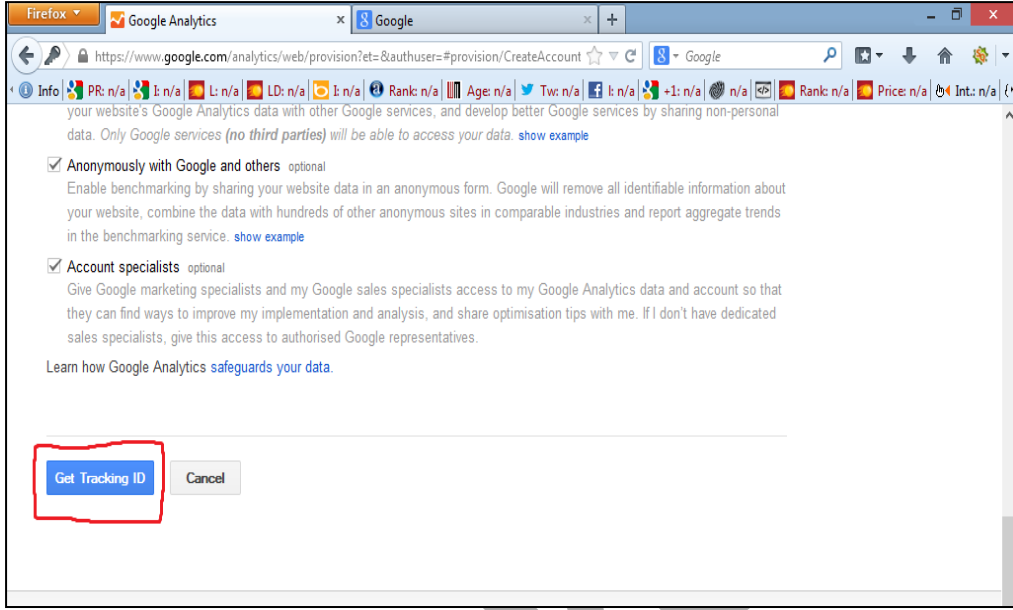 Firefox
Google Analytics
Google
https://www.google.com/analytics/web/provision?et=&authuser=#provision/CreateAccount
Google
Info PR: n/a I: n/a L: n/a LD: n/a I: n/a Rank: n/a Age: n/a Tw: n/a l: n/a +1: n/a n/a Rank: n/a Price: n/a Int.: n/a
your website's Google Analytics data with other Google services, and develop better Google services by sharing non-personal
data. Only Google services (no third parties) will be able to access your data. show example
Anonymously with Google and others optional
Enable benchmarking by sharing your website data in an anonymous form. Google will remove all identifiable information about
your website, combine the data with hundreds of other anonymous sites in comparable industries and report aggregate trends
in the benchmarking service. show example
Account specialists optional
Give Google marketing specialists and my Google sales specialists access to my Google Analytics data and account so that
they can find ways to improve my implementation and analysis, and share optimisation tips with me. If I don't have dedicated
sales specialists, give this access to authorised Google representatives.
Learn how Google Analytics safeguards your data.
Get Tracking ID
Cancel